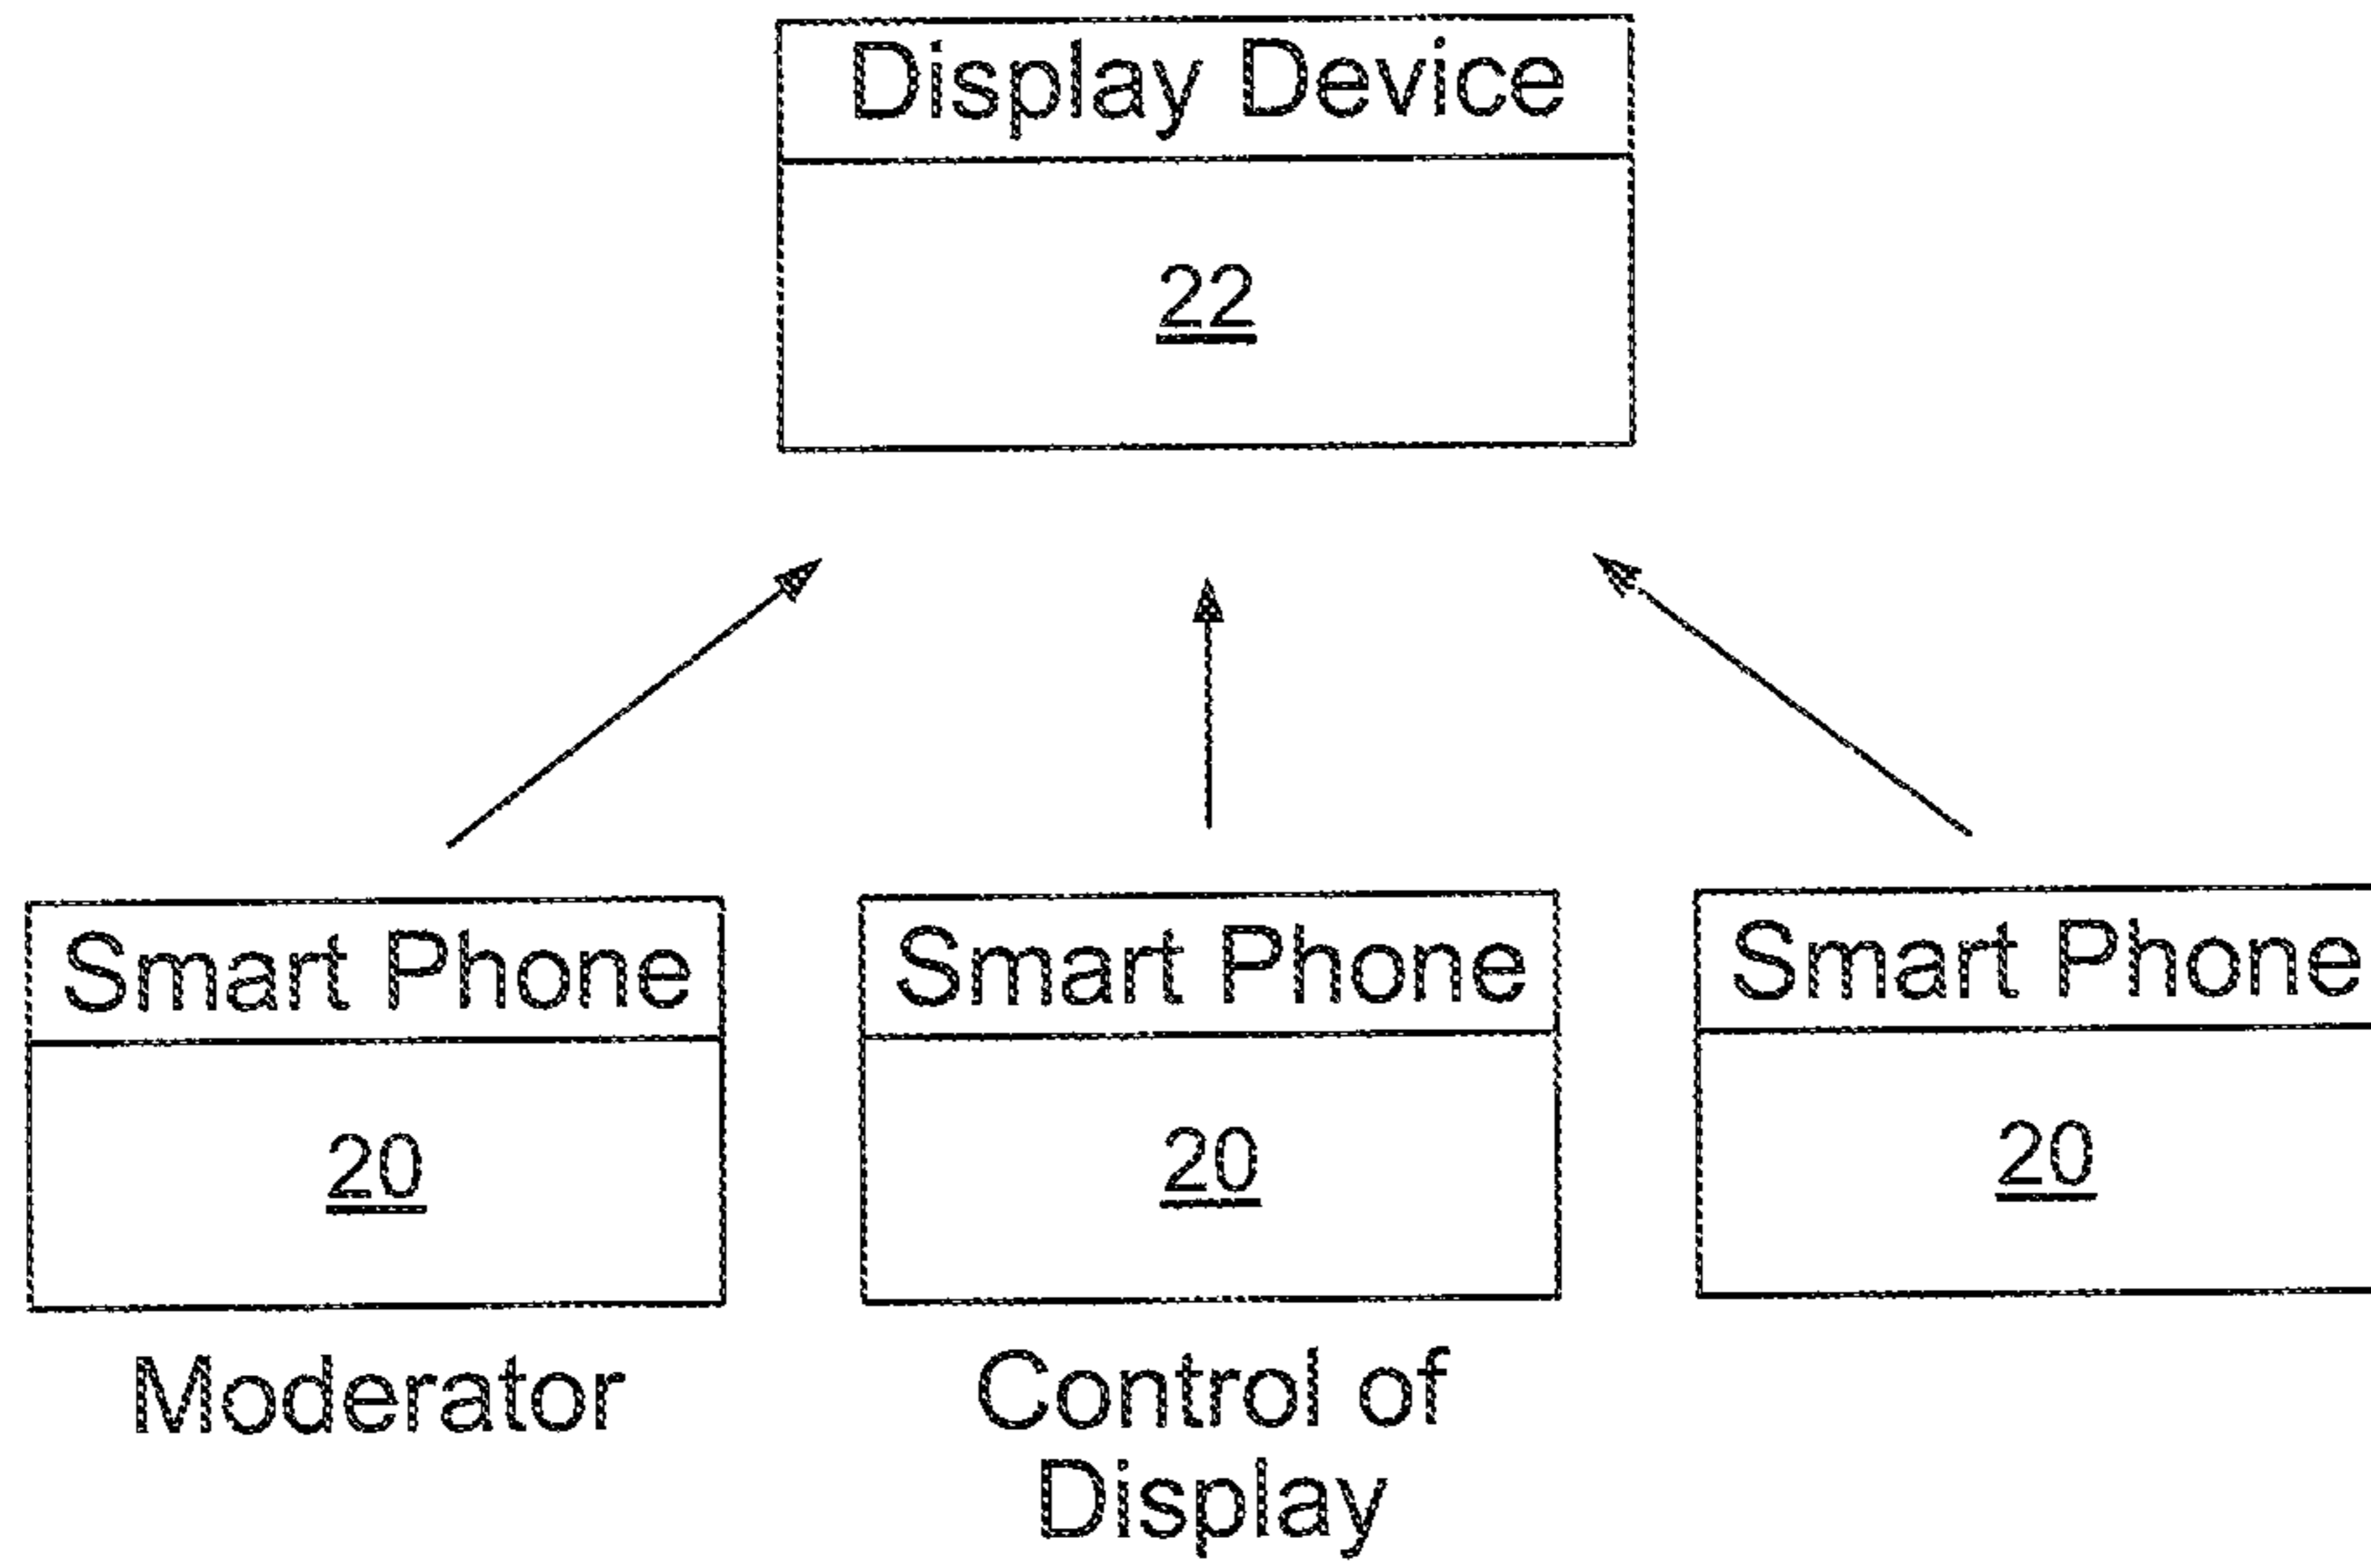 Display Device
22
Smart Phone
20
Moderator
Smart Phone
20
Control of
Display
Smart Phone
20